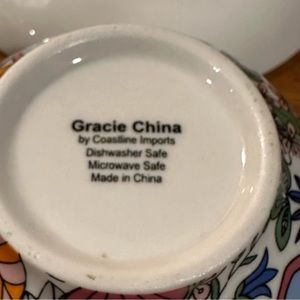 Gracie China
by Coastline Imports
Dishwasher Safe
Microwave Safe
Made in China